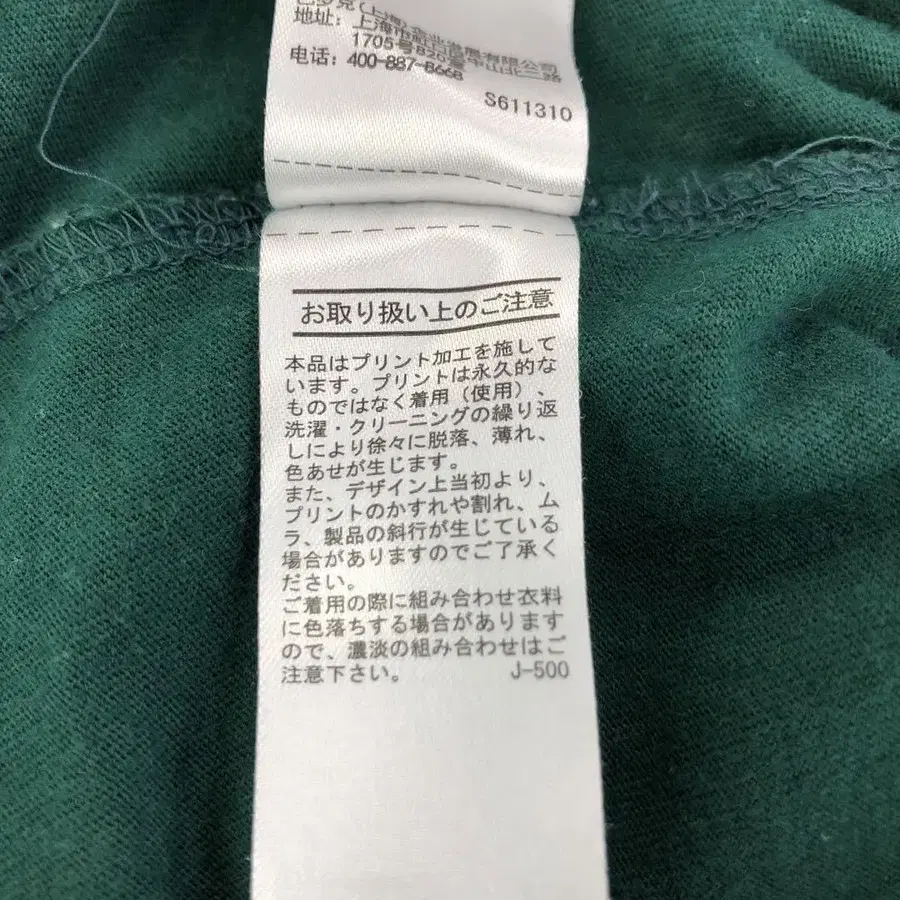 地址：上海市
1705号820室中山北二路
电话：400-887-8668
S611310
お取り扱い上のご注意
本品はプリント加工を施して
います。プリントは永久的な
ものではなく着用（使用）、
洗濯・クリーニングの繰り返
しにより徐々に脱落、薄れ、
色あせが生じます。
また、デザイン上当初より、
プリントのかすれや割れ、ム
ラ、製品の斜行が生じている
場合がありますのでご了承く
ださい。
ご着用の際に組み合わせ衣料
に色落ちする場合があります
ので、濃淡の組み合わせはご
注意下さい。 J-500